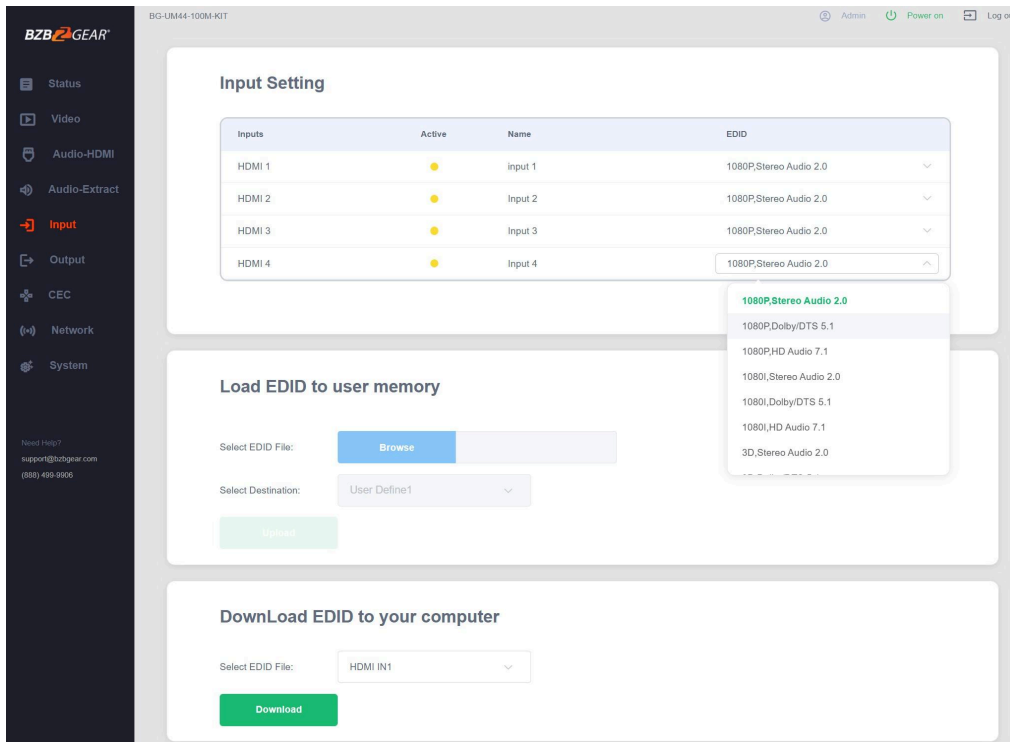 BG-UM44-100M-KIT
Admin
Power on
BZBGEAR
Status
Video
Audio-HDMI
Audio-Extract
Input
Output
CEC
Network
System
Need Help?
support@bzbgear.com
(888) 499-9906
Input Setting
Inputs Active Name EDID
HDMI 1 input 1 1080P,Stereo Audio 2.0
HDMI 2 Input 2 1080P,Stereo Audio 2.0
HDMI 3 Input 3 1080P,Stereo Audio 2.0
HDMI 4 Input 4 1080P,Stereo Audio 2.0
1080P,Stereo Audio 2.0
1080P,Dolby/DTS 5.1
1080P,HD Audio 7.1
1080I,Stereo Audio 2.0
1080I,Dolby/DTS 5.1
1080I,HD Audio 7.1
3D,Stereo Audio 2.0
Load EDID to user memory
Select EDID File: Browse
Select Destination: User Define1
Upload
DownLoad EDID to your computer
Select EDID File: HDMI IN1
Download